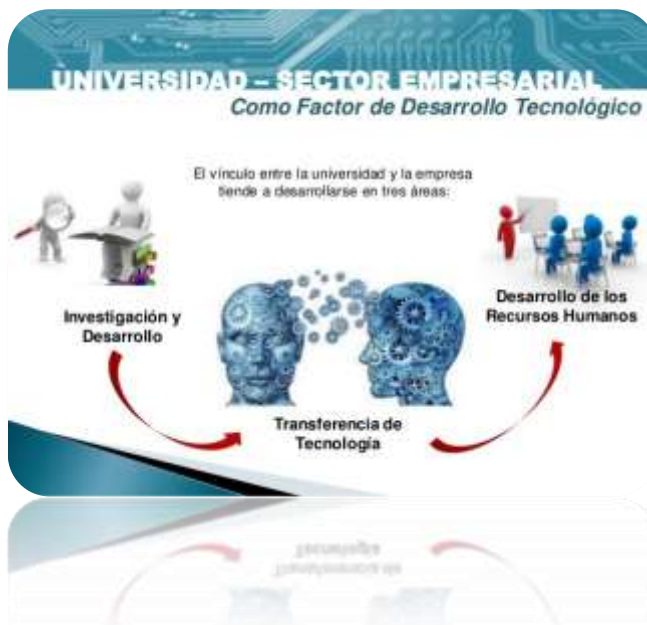 UNIVERSIDAD – SECTOR EMPRESARIAL
Como Factor de Desarrollo Tecnológico
El vínculo entre la universidad y la empresa
tiende a desarrollarse en tres áreas:
Investigación y
Desarrollo
Transferencia de
Tecnología
Desarrollo de los
Recursos Humanos